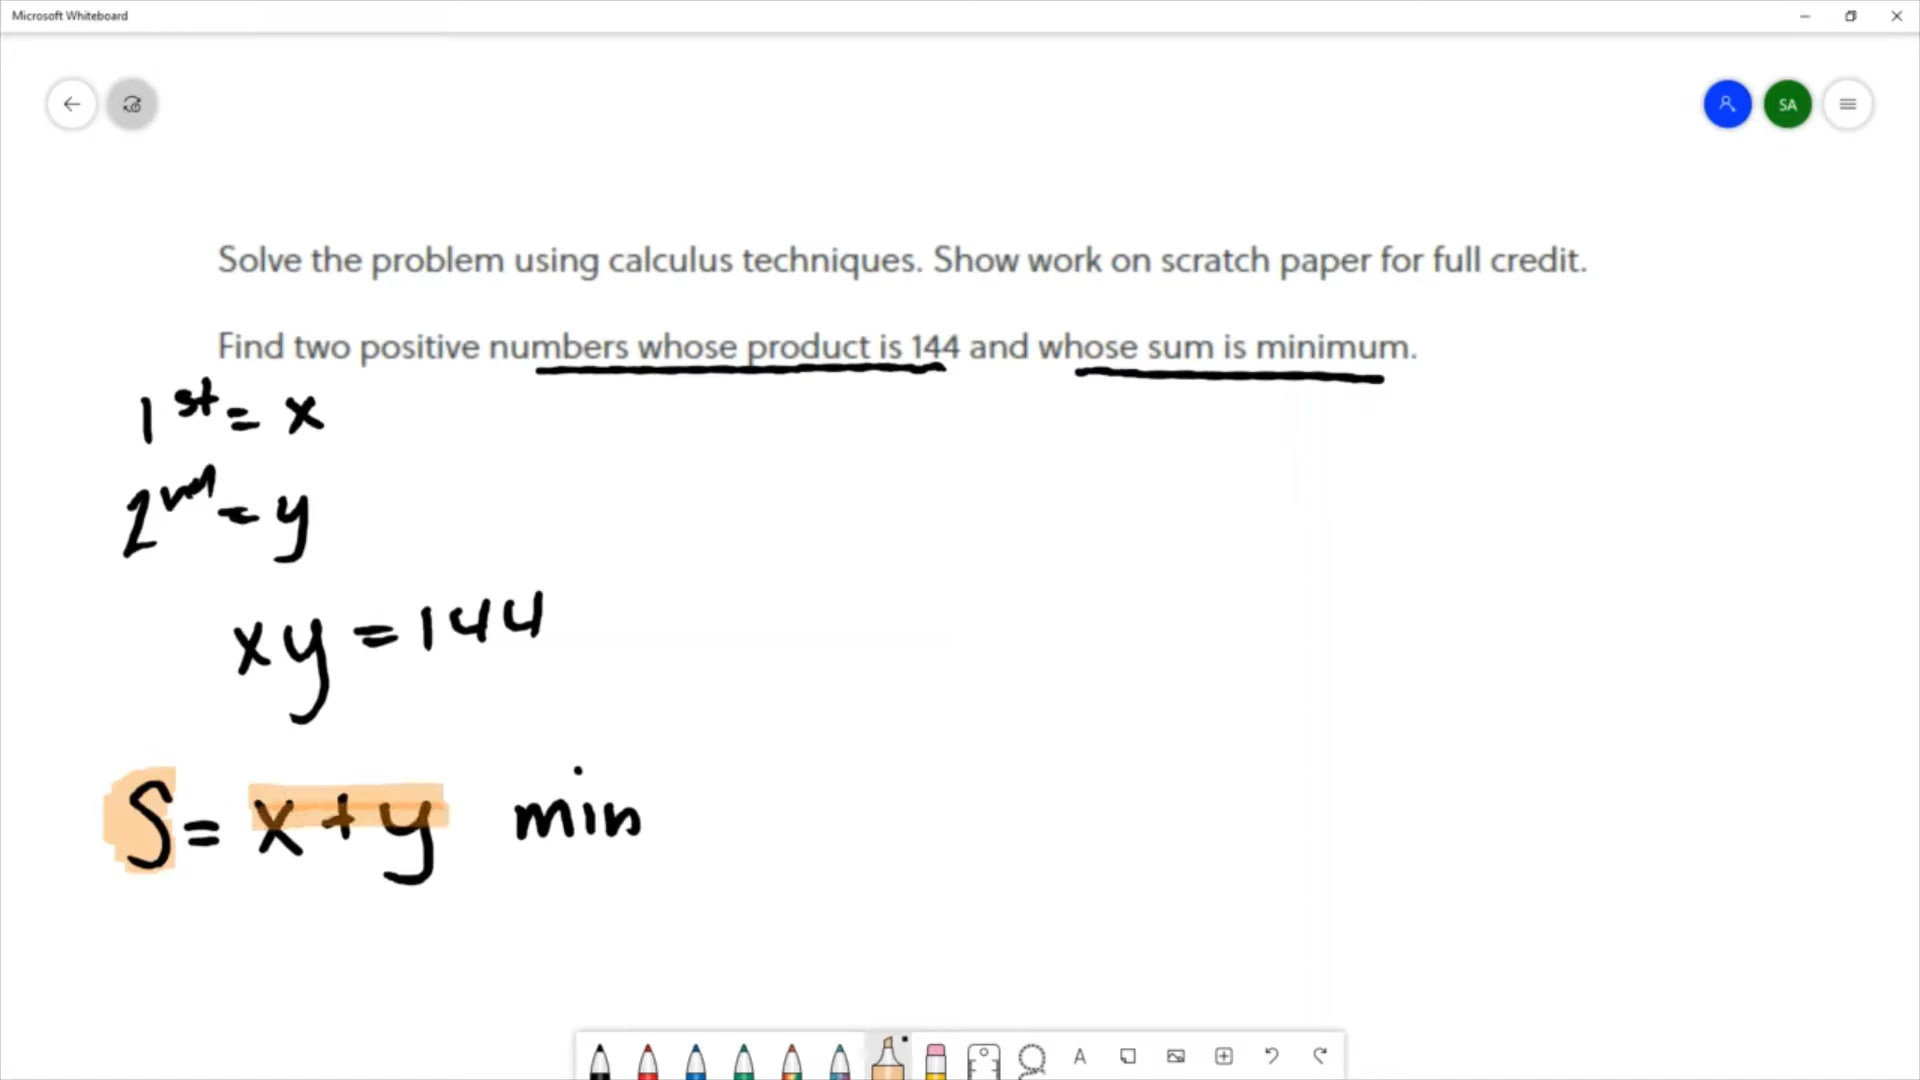 Microsoft Whiteboard
SA
Solve the problem using calculus techniques. Show work on scratch paper for full credit.
Find two positive numbers whose product is 144 and whose sum is minimum.
1st = x
2nd = y
xy = 144
S = x + y min
A